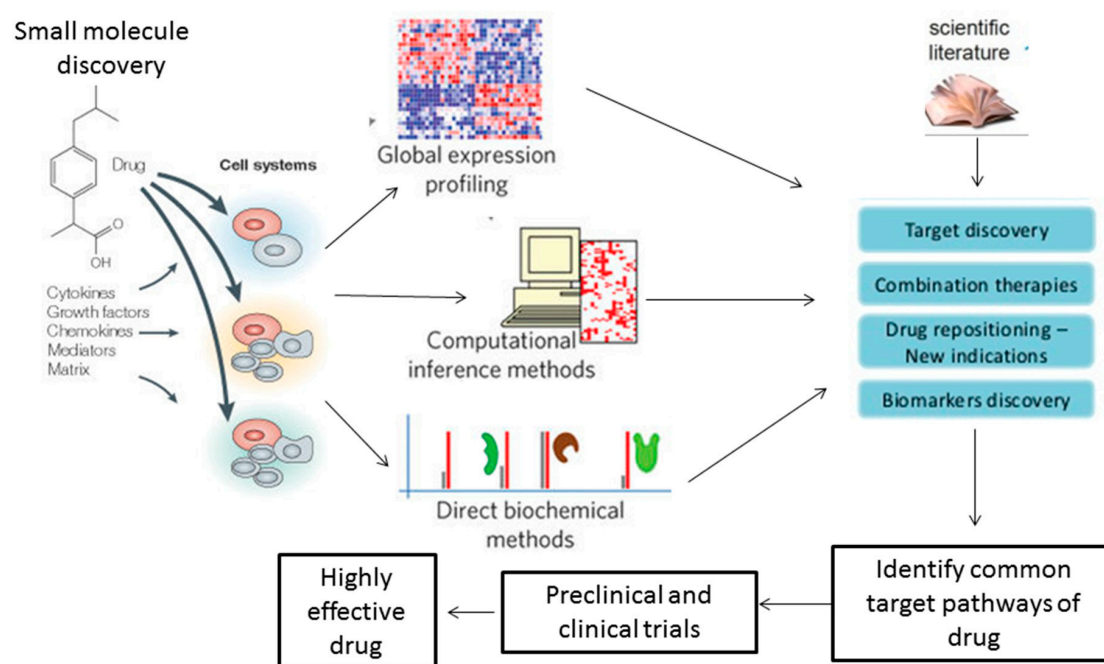 Small molecule
discovery
Drug
O
OH
Cell systems
Cytokines
Growth factors
Chemokines
Mediators
Matrix
Global expression
profiling
Computational
inference methods
Direct biochemical
methods
scientific
literature
Target discovery
Combination therapies
Drug repositioning –
New indications
Biomarkers discovery
Identify common
target pathways of
drug
Preclinical and
clinical trials
Highly
effective
drug